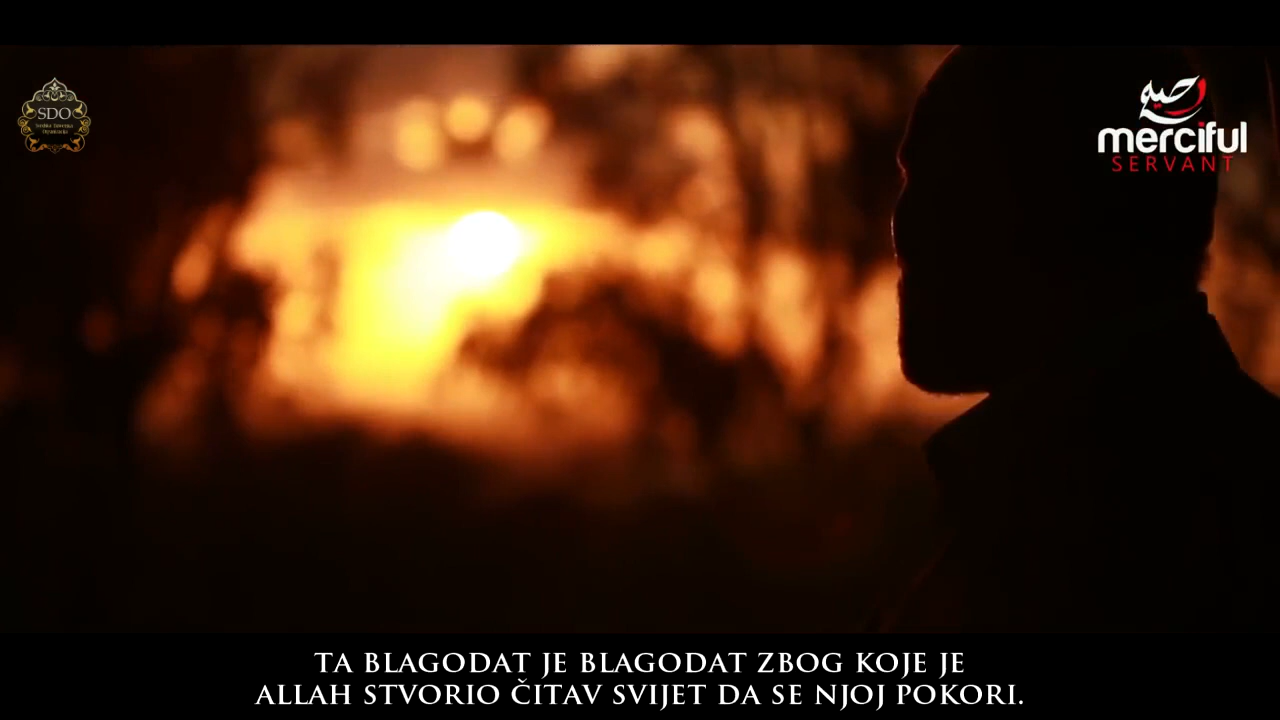 SDO
merciful
SERVANT
TA BLAGODAT JE BLAGODAT ZBOG KOJE JE
ALLAH STVORIO ČITAV SVIJET DA SE NJOJ POKORI.